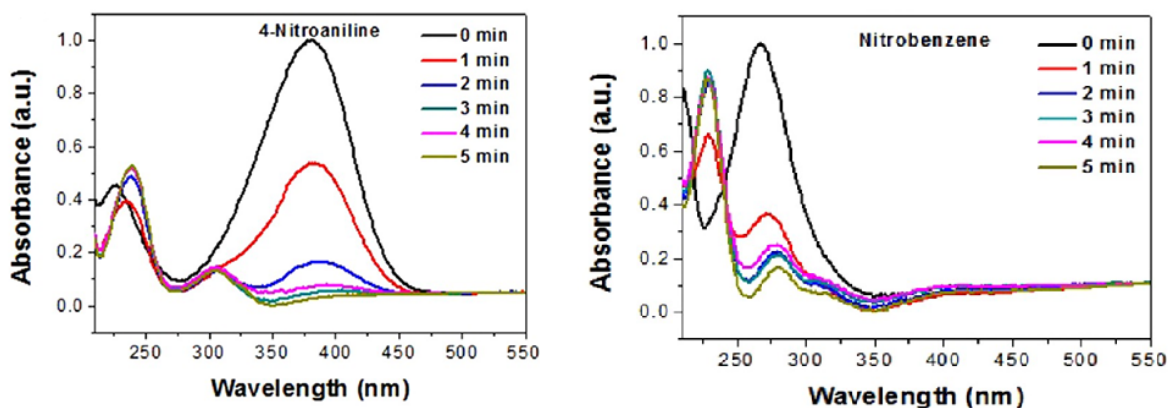 4-Nitroaniline
0 min
1 min
2 min
3 min
4 min
5 min
1.0
0.8
0.6
0.4
0.2
0.0
Absorbance (a.u.)
250
300
350
400
450
500
550
Wavelength (nm)
Nitrobenzene
0 min
1 min
2 min
3 min
4 min
5 min
1.0
0.8
0.6
0.4
0.2
0.0
Absorbance (a.u.)
250
300
350
400
450
500
550
Wavelength (nm)